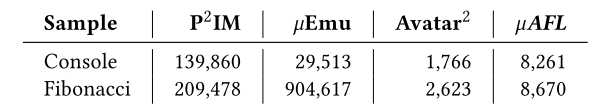 Sample P²IM μEmu Avatar² μAFL
Console 139,860 29,513 1,766 8,261
Fibonacci 209,478 904,617 2,623 8,670